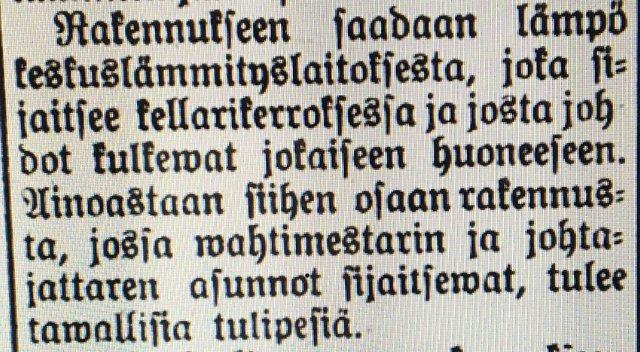 Rakennukseen saadaan lämpö
keskuslämmityslaitoksesta, joka si-
jaitsee kellarikerroksessa ja josta joh
dot kulkewat jokaiseen huoneeseen.
Ainoastaan siihen osaan rakennus-
ta, jossa wahtimestarin ja johta-
jattaren asunnot sijaitsewat, tulee
tawallisia tulipesiä.